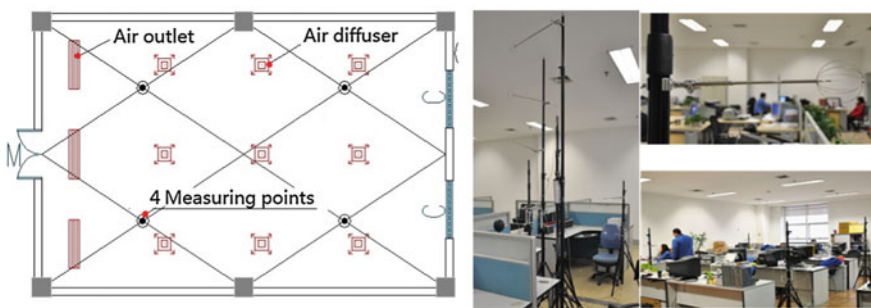 Air outlet
Air diffuser
M
C
4 Measuring points
C